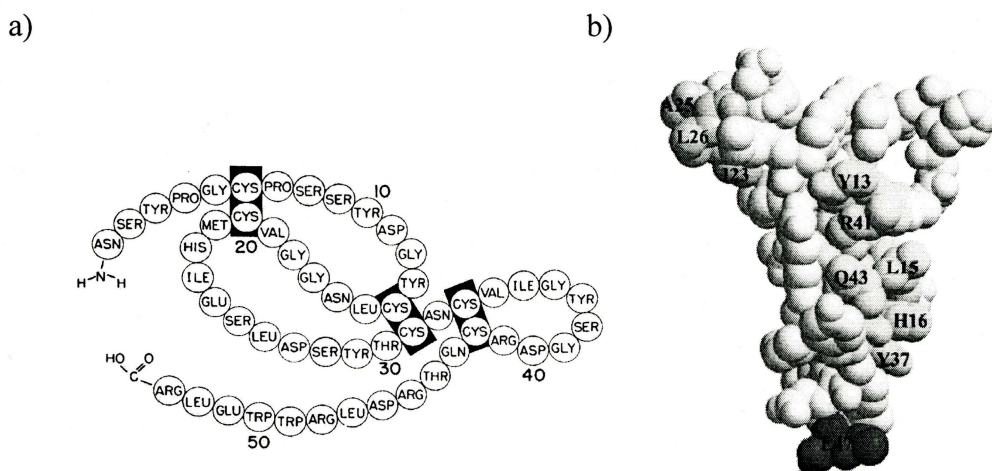 a)
b)
H N H
ASN SER TYR PRO GLY CYS PRO SER SER TYR ASP GLY TYR
10
CYS LEU ASN GLY GLY VAL CYS MET HIS ILE GLU SER LEU ASP SER TYR THR CYS
20
30
ASN CYS VAL ILE GLY TYR SER GLY ASP ARG CYS
40
GLN THR ARG ASP LEU ARG TRP TRP GLU LEU ARG
50
HO C O
A25
L26
I23
Y13
R41
L15
Q43
H16
Y37